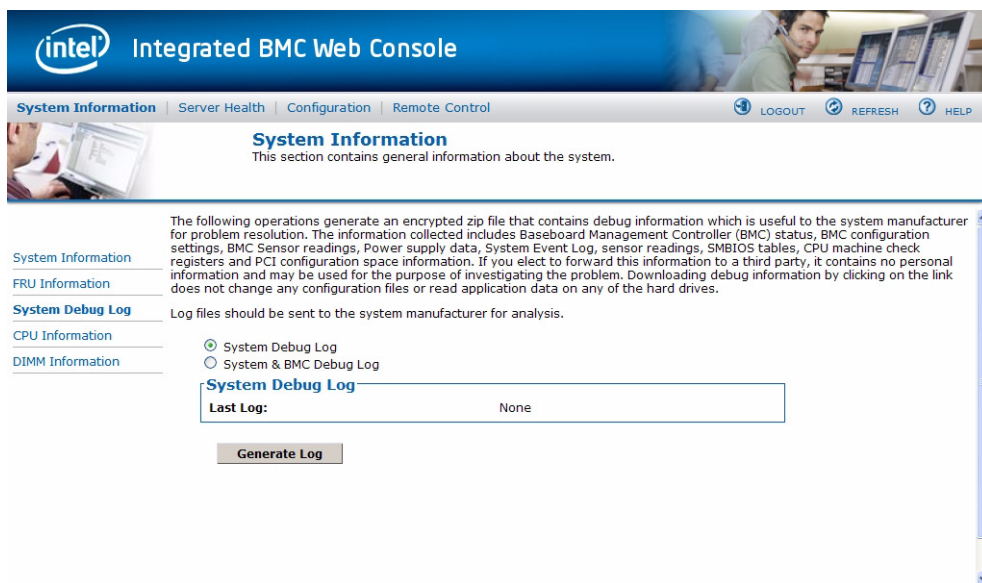 intel Integrated BMC Web Console
System Information | Server Health | Configuration | Remote Control LOGOUT REFRESH ? HELP
System Information
This section contains general information about the system.
The following operations generate an encrypted zip file that contains debug information which is useful to the system manufacturer
for problem resolution. The information collected includes Baseboard Management Controller (BMC) status, BMC configuration
settings, BMC Sensor readings, Power supply data, System Event Log, sensor readings, SMBIOS tables, CPU machine check
registers and PCI configuration space information. If you elect to forward this information to a third party, it contains no personal
information and may be used for the purpose of investigating the problem. Downloading debug information by clicking on the link
does not change any configuration files or read application data on any of the hard drives.
Log files should be sent to the system manufacturer for analysis.
System Information
FRU Information
System Debug Log
CPU Information
DIMM Information
System Debug Log
System & BMC Debug Log
System Debug Log
Last Log: None
Generate Log